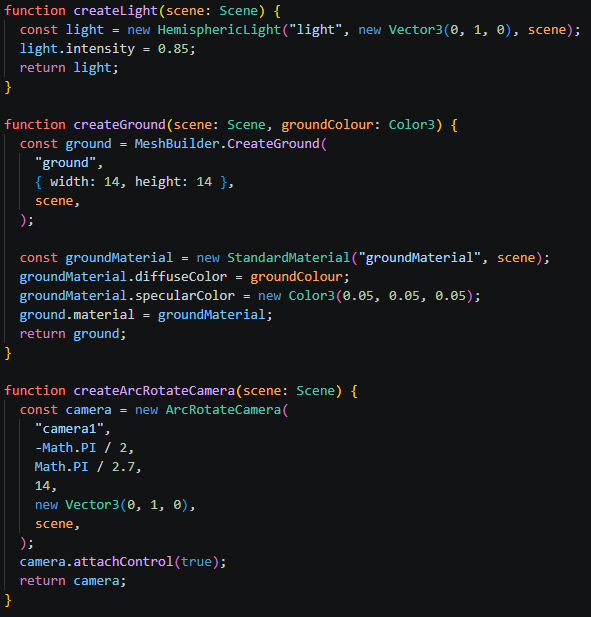 function createLight(scene: Scene) {
  const light = new HemisphericLight("light", new Vector3(0, 1, 0), scene);
  light.intensity = 0.85;
  return light;
}

function createGround(scene: Scene, groundColour: Color3) {
  const ground = MeshBuilder.CreateGround(
    "ground",
    { width: 14, height: 14 },
    scene,
  );

  const groundMaterial = new StandardMaterial("groundMaterial", scene);
  groundMaterial.diffuseColor = groundColour;
  groundMaterial.specularColor = new Color3(0.05, 0.05, 0.05);
  ground.material = groundMaterial;
  return ground;
}

function createArcRotateCamera(scene: Scene) {
  const camera = new ArcRotateCamera(
    "camera1",
    -Math.PI / 2,
    Math.PI / 2.7,
    14,
    new Vector3(0, 1, 0),
    scene,
  );
  camera.attachControl(true);
  return camera;
}